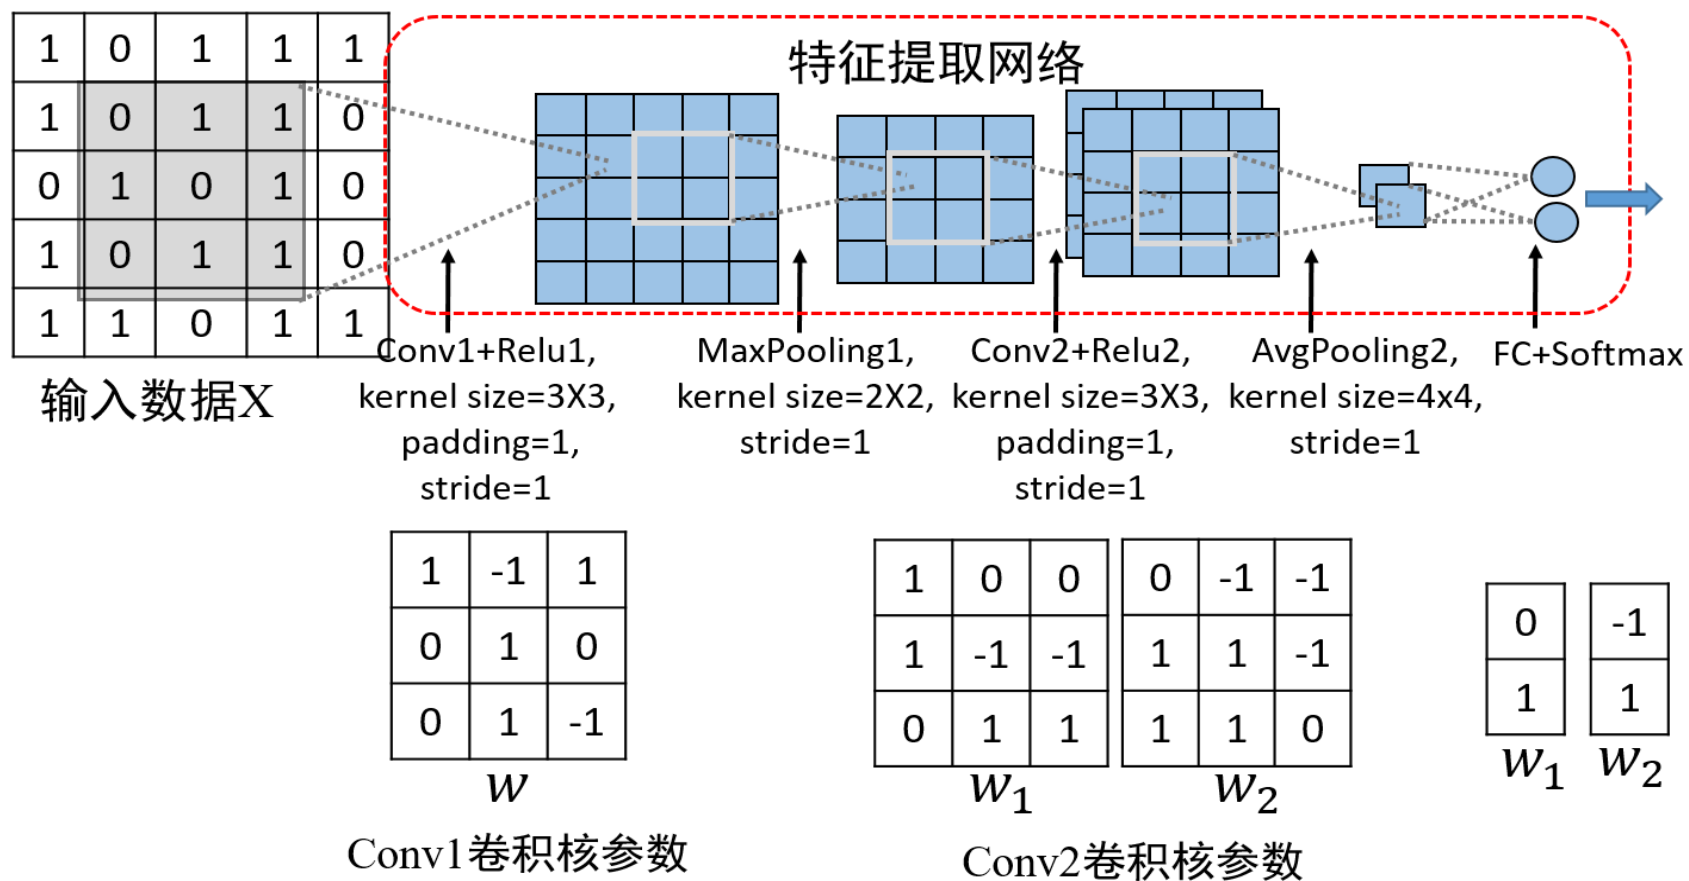 1 0 1 1 1
1 0 1 1 0
0 1 0 1 0
1 0 1 1 0
1 1 0 1 1
输入数据X
特征提取网络
Conv1+Relu1,
kernel size=3X3,
padding=1,
stride=1
MaxPooling1,
kernel size=2X2,
stride=1
Conv2+Relu2,
kernel size=3X3,
padding=1,
stride=1
AvgPooling2,
kernel size=4x4,
stride=1
FC+Softmax
1 -1 1
0 1 0
0 1 -1
w
Conv1卷积核参数
1 0 0
1 -1 -1
0 1 1
w₁
0 -1 -1
1 1 -1
1 1 0
w₂
Conv2卷积核参数
0
1
w₁
-1
1
w₂